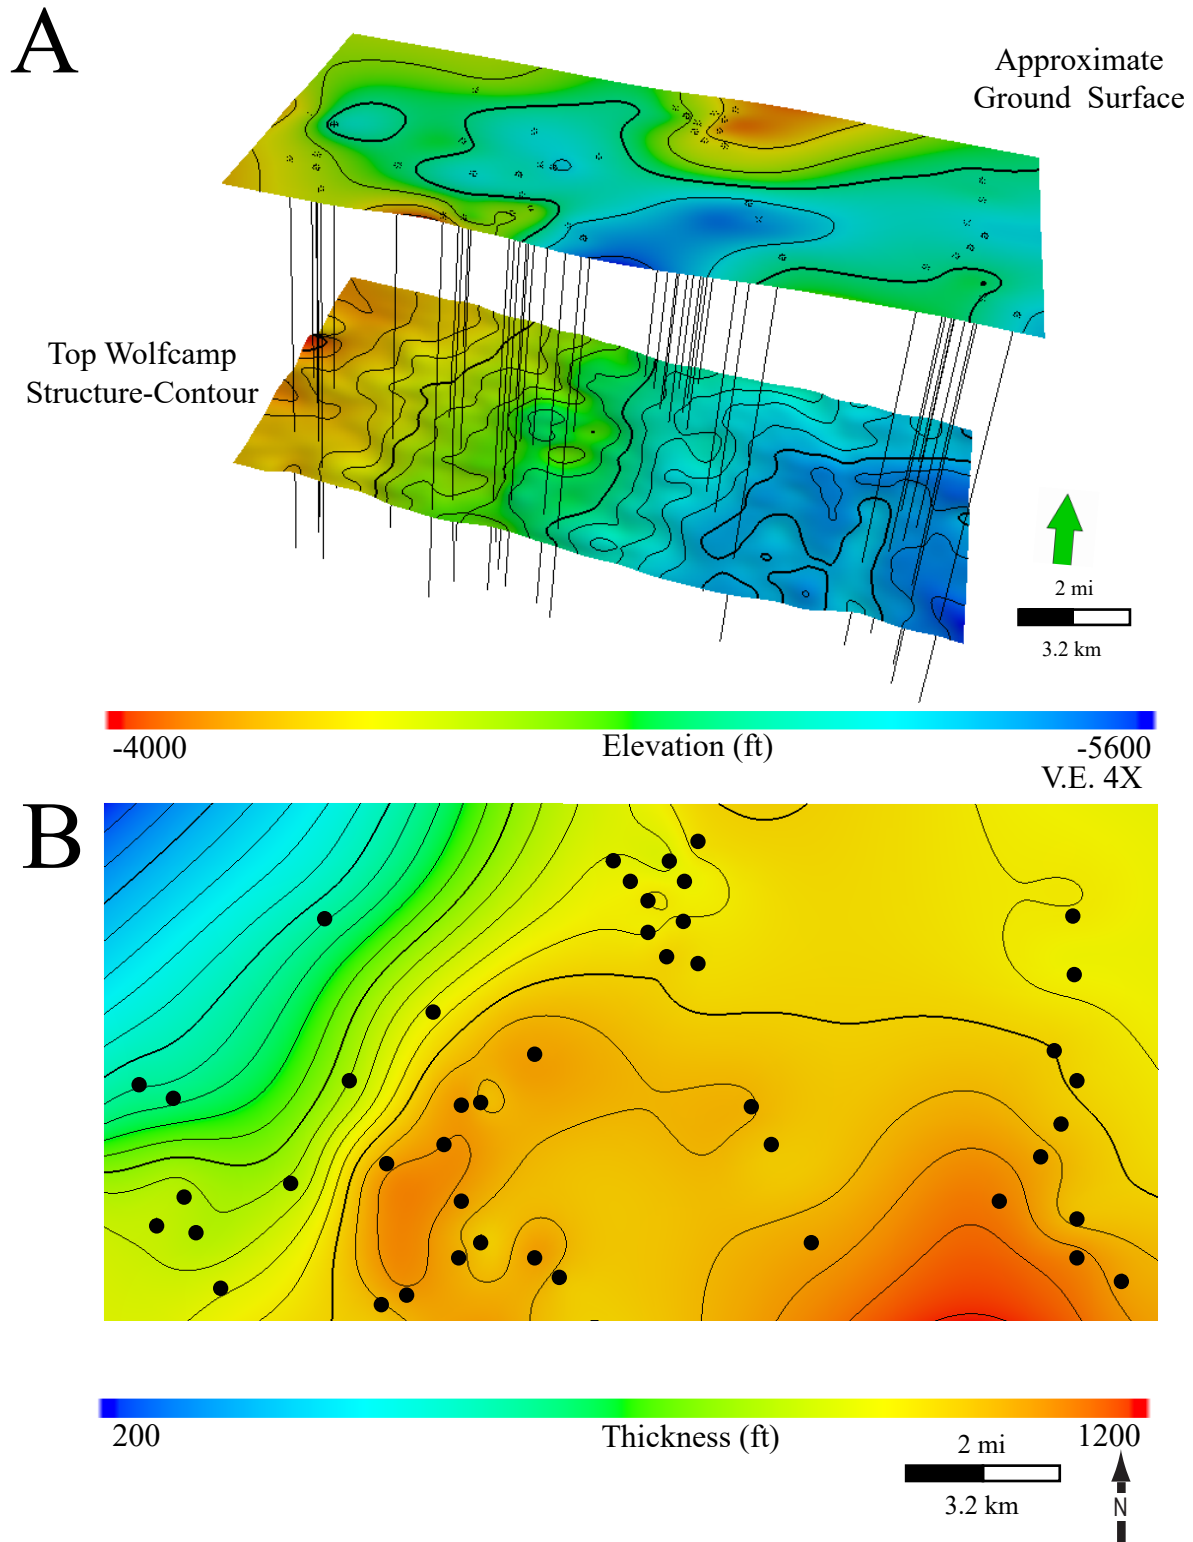 A
Approximate
Ground Surface
Top Wolfcamp
Structure-Contour
2 mi
3.2 km
-4000
Elevation (ft)
-5600
V.E. 4X
B
200
Thickness (ft)
1200
2 mi
3.2 km
N